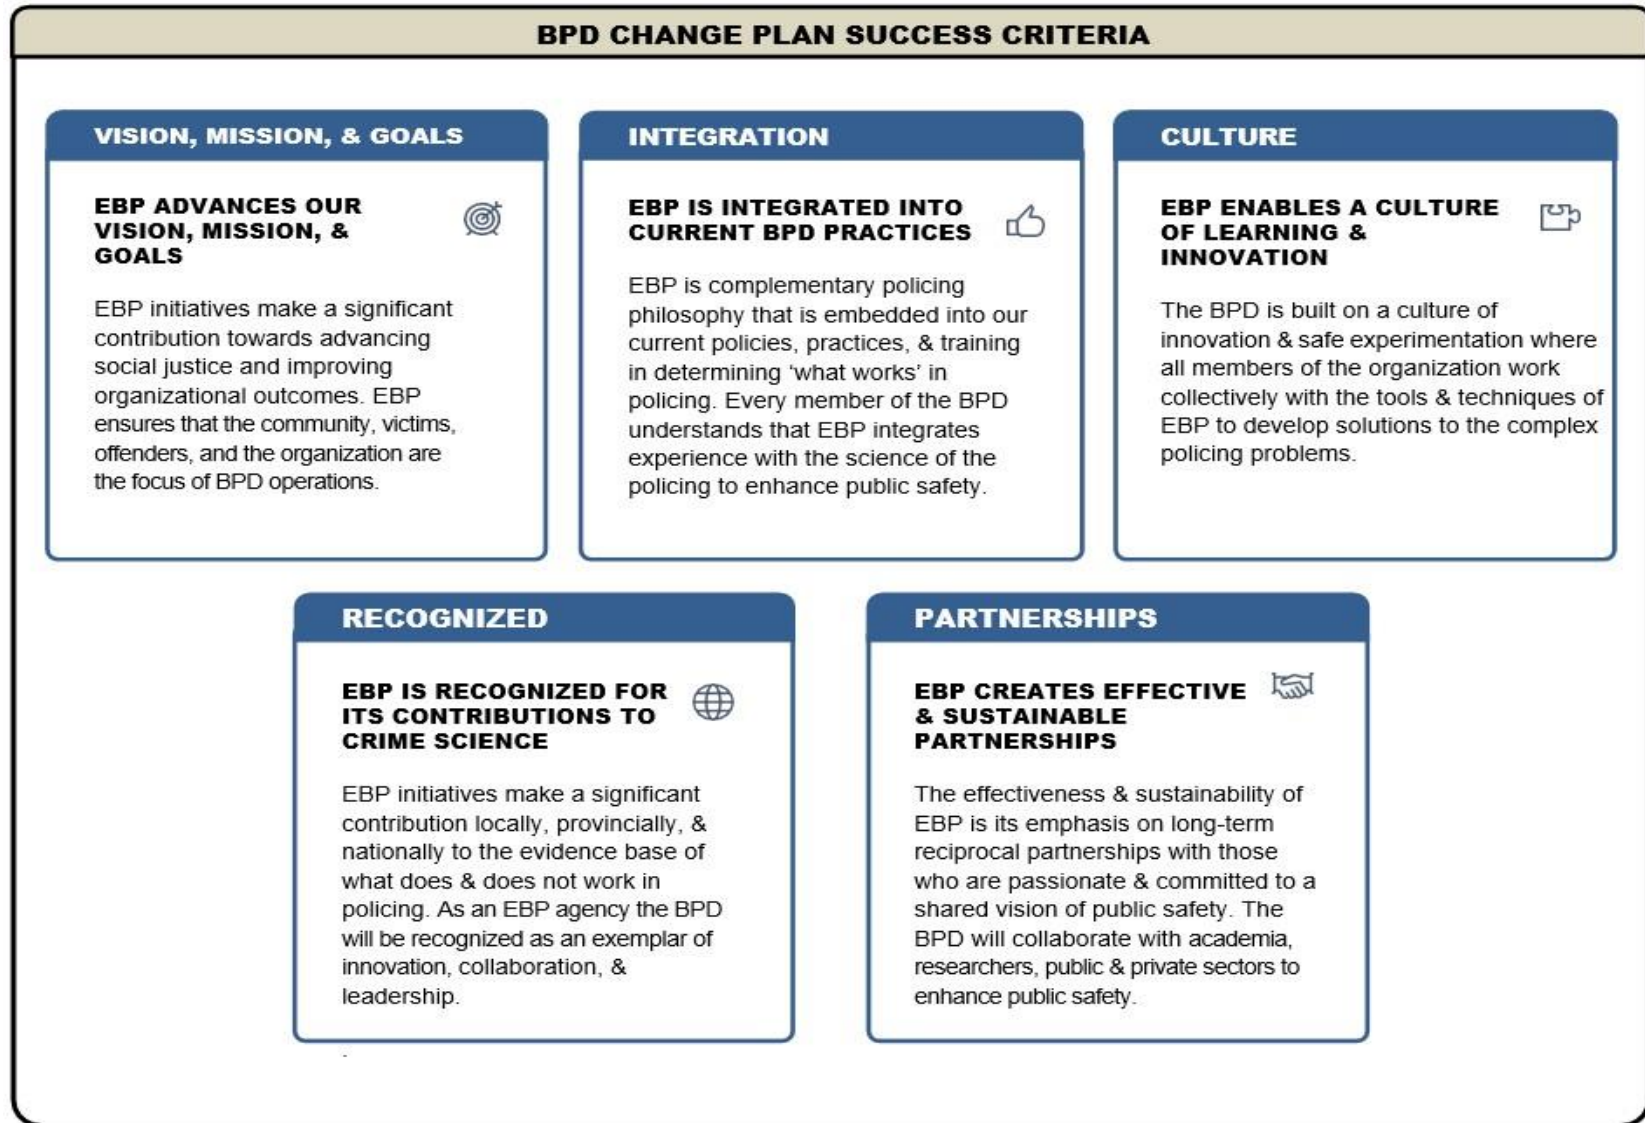 BPD CHANGE PLAN SUCCESS CRITERIA
VISION, MISSION, & GOALS
EBP ADVANCES OUR
VISION, MISSION, &
GOALS
EBP initiatives make a significant
contribution towards advancing
social justice and improving
organizational outcomes. EBP
ensures that the community, victims,
offenders, and the organization are
the focus of BPD operations.
INTEGRATION
EBP IS INTEGRATED INTO
CURRENT BPD PRACTICES
EBP is complementary policing
philosophy that is embedded into our
current policies, practices, & training
in determining ‘what works’ in
policing. Every member of the BPD
understands that EBP integrates
experience with the science of the
policing to enhance public safety.
CULTURE
EBP ENABLES A CULTURE
OF LEARNING &
INNOVATION
The BPD is built on a culture of
innovation & safe experimentation where
all members of the organization work
collectively with the tools & techniques of
EBP to develop solutions to the complex
policing problems.
RECOGNIZED
EBP IS RECOGNIZED FOR
ITS CONTRIBUTIONS TO
CRIME SCIENCE
EBP initiatives make a significant
contribution locally, provincially, &
nationally to the evidence base of
what does & does not work in
policing. As an EBP agency the BPD
will be recognized as an exemplar of
innovation, collaboration, &
leadership.
.
PARTNERSHIPS
EBP CREATES EFFECTIVE
& SUSTAINABLE
PARTNERSHIPS
The effectiveness & sustainability of
EBP is its emphasis on long-term
reciprocal partnerships with those
who are passionate & committed to a
shared vision of public safety. The
BPD will collaborate with academia,
researchers, public & private sectors to
enhance public safety.